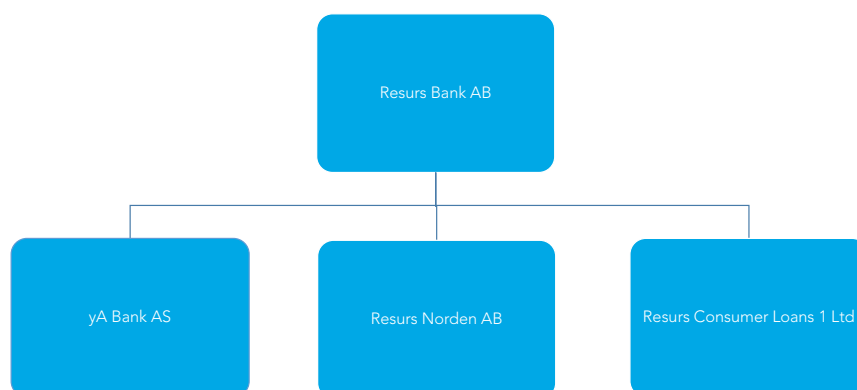 Resurs Bank AB
yA Bank AS
Resurs Norden AB
Resurs Consumer Loans 1 Ltd